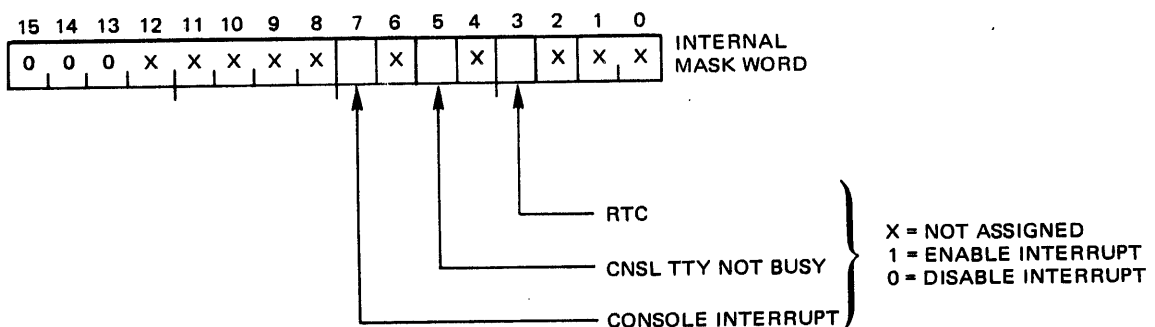 15 14 13 12 11 10 9 8 7 6 5 4 3 2 1 0
0 0 0 X X X X X X X X X X
INTERNAL
MASK WORD
RTC
CNSL TTY NOT BUSY
CONSOLE INTERRUPT
X = NOT ASSIGNED
1 = ENABLE INTERRUPT
0 = DISABLE INTERRUPT